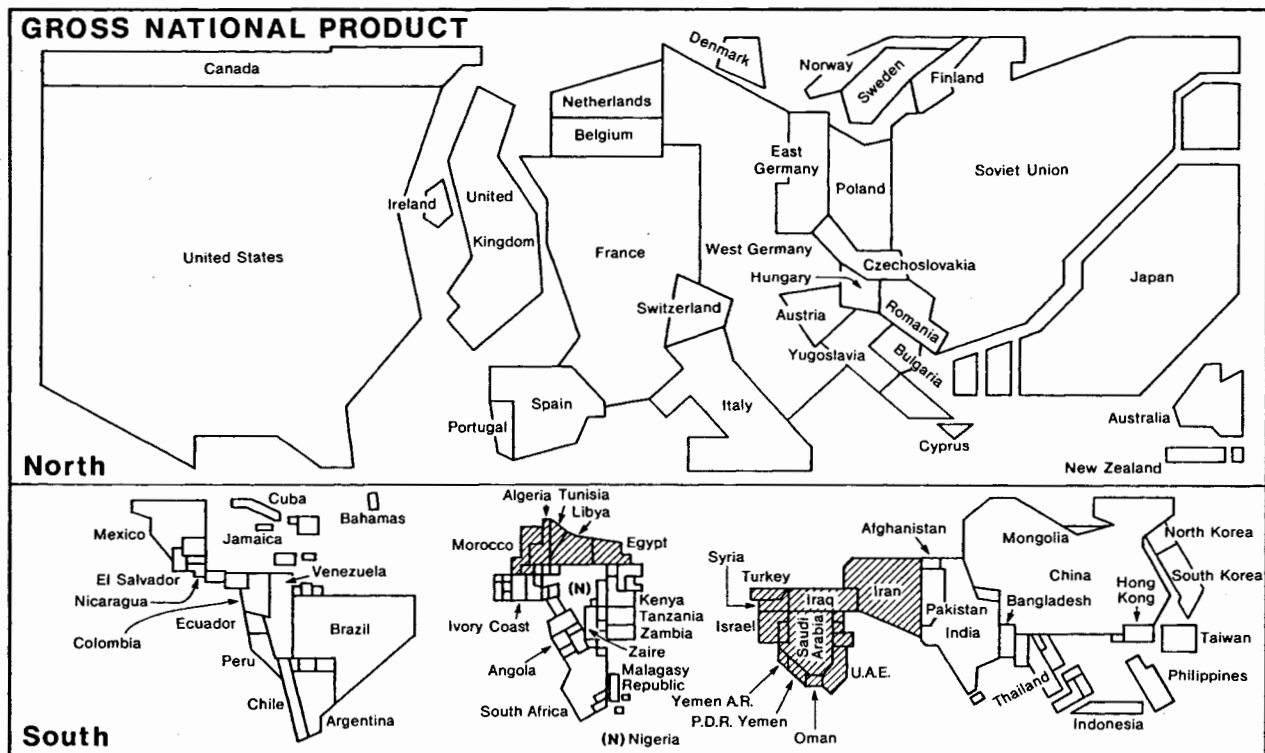 GROSS NATIONAL PRODUCT
Canada
Denmark
Norway
Sweden
Finland
Netherlands
Belgium
East
Germany
Poland
Soviet Union
Ireland
United
Kingdom
United States
France
West Germany
Czechoslovakia
Hungary
Japan
Switzerland
Austria
Romania
Yugoslavia
Bulgaria
Spain
Italy
Portugal
Cyprus
Australia
New Zealand
North
Cuba
Bahamas
Mexico
Jamaica
El Salvador
Venezuela
Nicaragua
Ecuador
Colombia
Brazil
Peru
Chile
Argentina
Algeria
Tunisia
Libya
Morocco
Egypt
(N)
Kenya
Tanzania
Zambia
Ivory Coast
Zaire
Angola
Malagasy
Republic
South Africa
(N) Nigeria
Afghanistan
Syria
Turkey
Iraq
Iran
Israel
Saudi
Arabia
Pakistan
India
U.A.E.
Yemen A.R.
P.D.R. Yemen
Oman
Mongolia
North Korea
China
South Korea
Hong
Kong
Bangladesh
Taiwan
Thailand
Philippines
Indonesia
South